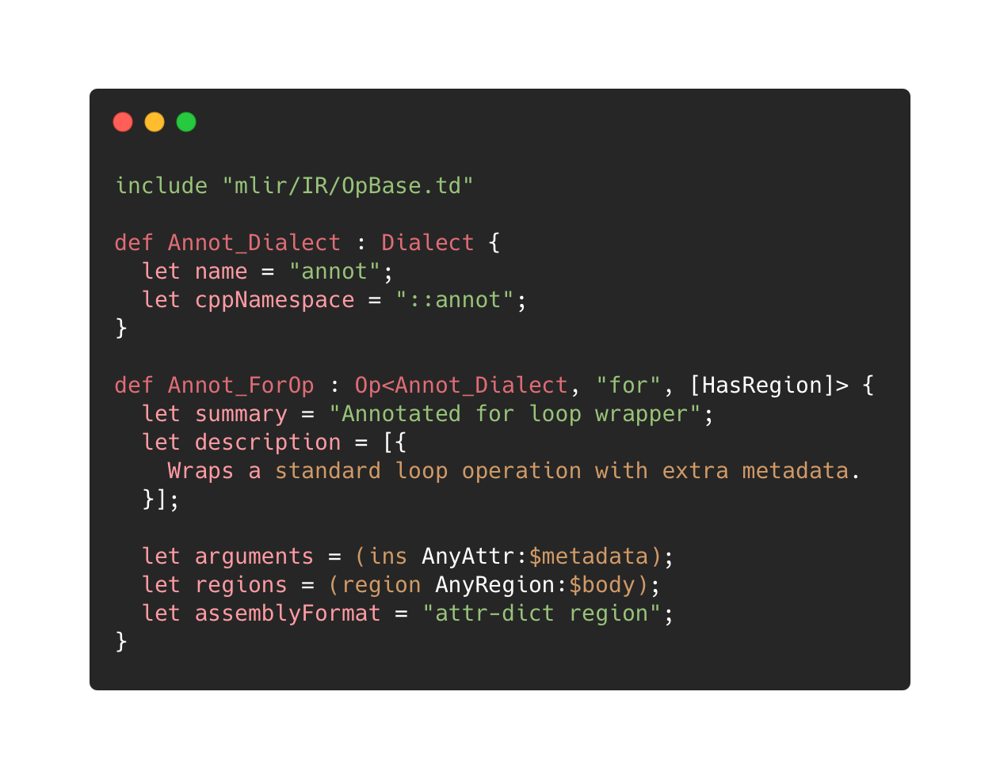 include "mlir/IR/OpBase.td"

def Annot_Dialect : Dialect {
  let name = "annot";
  let cppNamespace = "::annot";
}

def Annot_ForOp : Op<Annot_Dialect, "for", [HasRegion]> {
  let summary = "Annotated for loop wrapper";
  let description = [{
    Wraps a standard loop operation with extra metadata.
  }];

  let arguments = (ins AnyAttr:$metadata);
  let regions = (region AnyRegion:$body);
  let assemblyFormat = "attr-dict region";
}